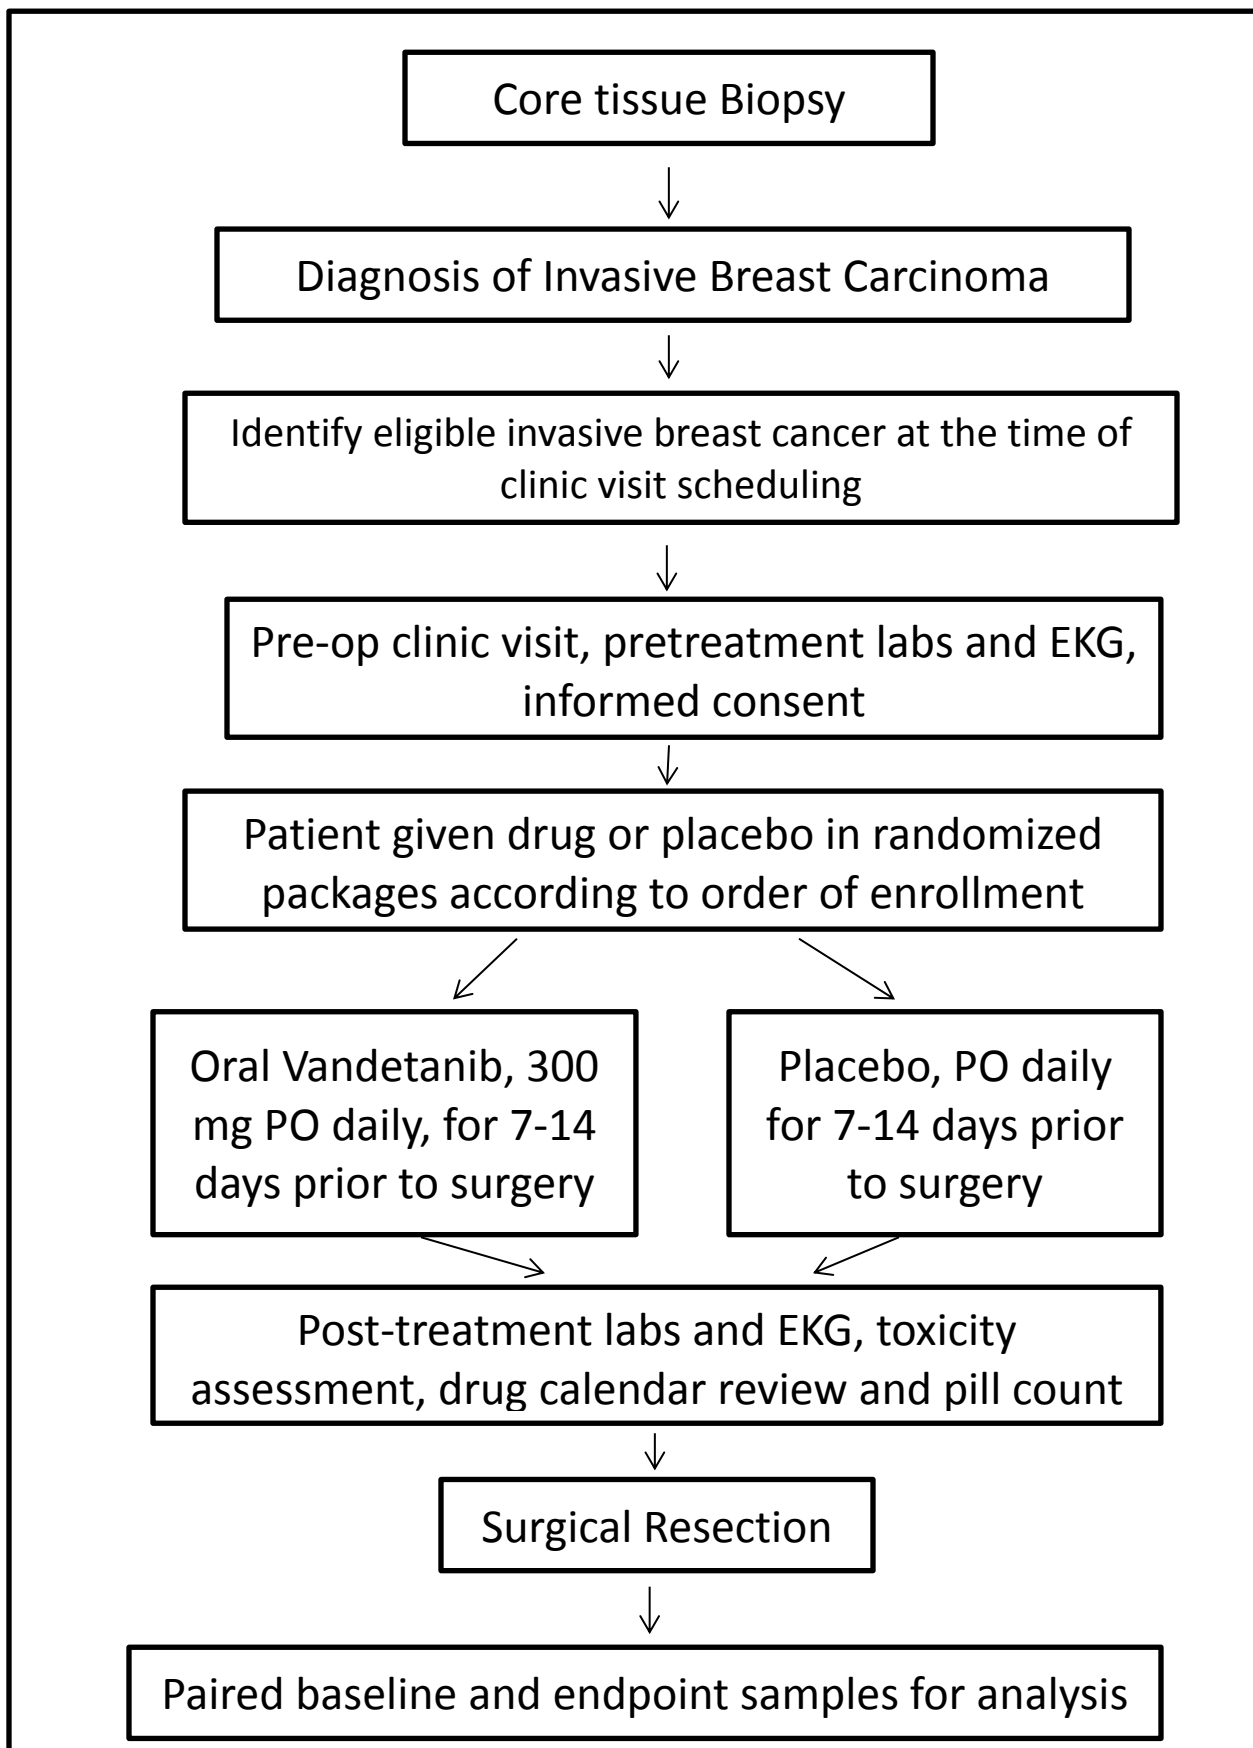 Core tissue Biopsy
Diagnosis of Invasive Breast Carcinoma
Identify eligible invasive breast cancer at the time of
clinic visit scheduling
Pre-op clinic visit, pretreatment labs and EKG,
informed consent
Patient given drug or placebo in randomized
packages according to order of enrollment
Oral Vandetanib, 300
mg PO daily, for 7-14
days prior to surgery
Placebo, PO daily
for 7-14 days prior
to surgery
Post-treatment labs and EKG, toxicity
assessment, drug calendar review and pill count
Surgical Resection
Paired baseline and endpoint samples for analysis